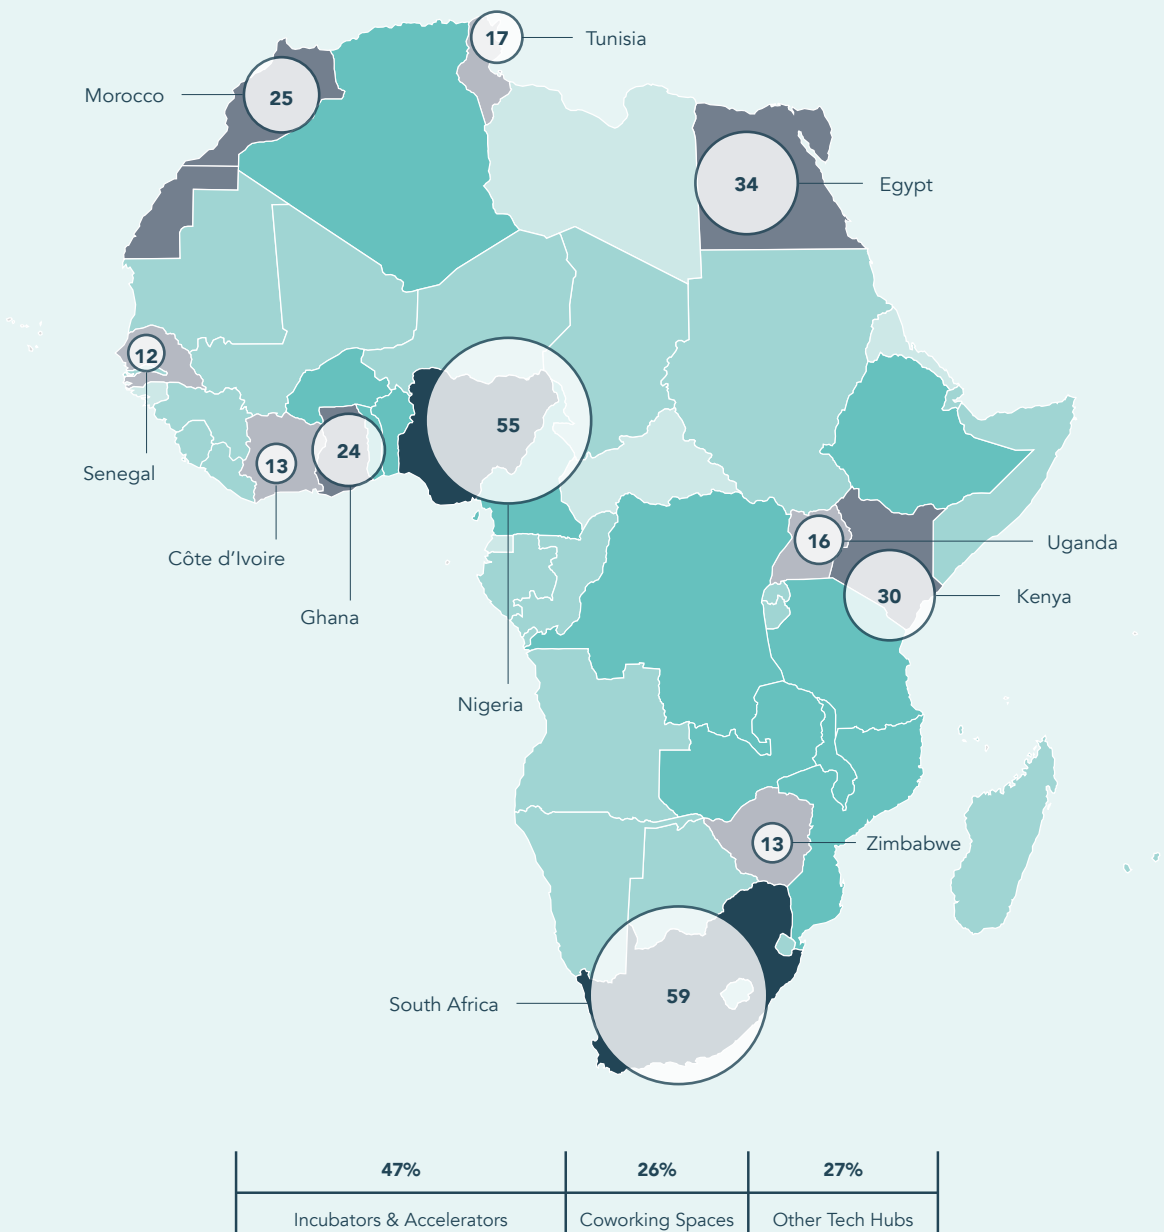 17
Tunisia
Morocco
25
34
Egypt
12
55
24
13
Senegal
16
Uganda
Côte d’Ivoire
30
Kenya
Ghana
Nigeria
13
Zimbabwe
59
South Africa
47%
26%
27%
Incubators & Accelerators
Coworking Spaces
Other Tech Hubs